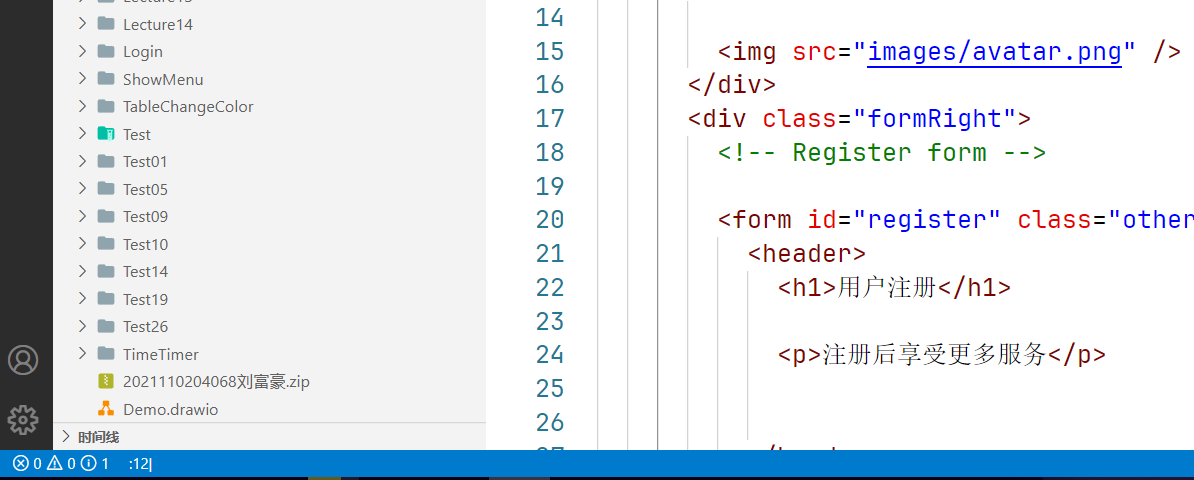 Lecture14
Login
ShowMenu
TableChangeColor
Test
Test01
Test05
Test09
Test10
Test14
Test19
Test26
TimeTimer
2021110204068刘富豪.zip
Demo.drawio
时间线
14
15 <img src="images/avatar.png" />
16 </div>
17 <div class="formRight">
18 <!-- Register form -->
19
20 <form id="register" class="other
21 <header>
22 <h1>用户注册</h1>
23
24 <p>注册后享受更多服务</p>
25
26
0 0 1 :12|